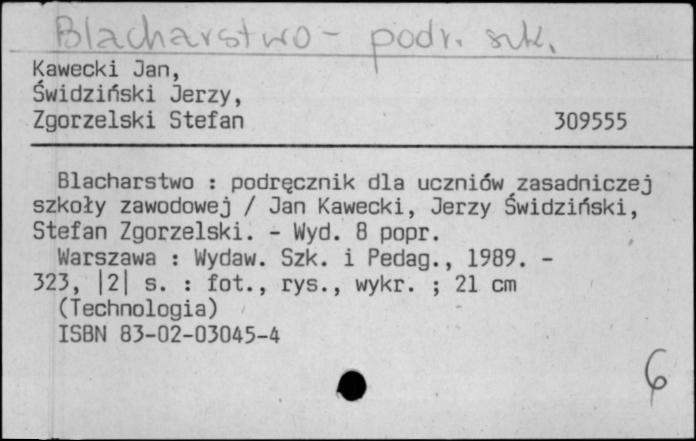 Blacharstwo - podr. szk.
Kawecki Jan,
Świdziński Jerzy,
Zgorzelski Stefan 309555
Blacharstwo : podręcznik dla uczniów zasadniczej
szkoły zawodowej / Jan Kawecki, Jerzy Świdziński,
Stefan Zgorzelski. - Wyd. 8 popr.
Warszawa : Wydaw. Szk. i Pedag., 1989. -
323, |2| s. : fot., rys., wykr. ; 21 cm
(Technologia)
ISBN 83-02-03045-4
6